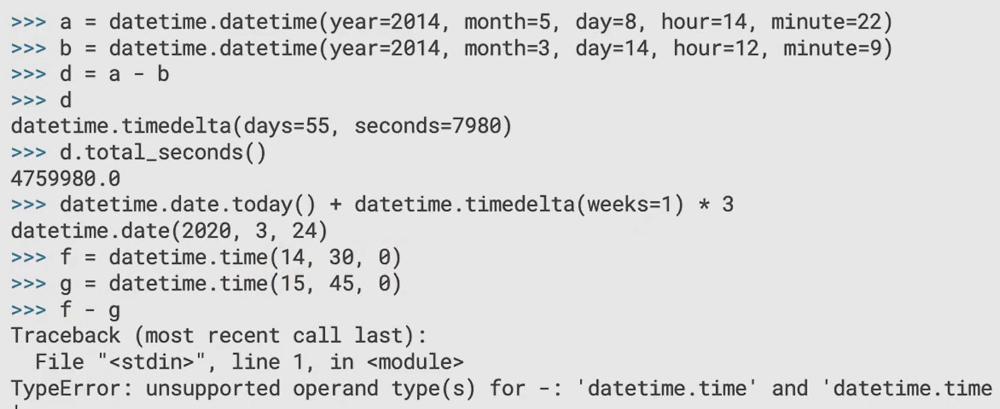 >>> a = datetime.datetime(year=2014, month=5, day=8, hour=14, minute=22)
>>> b = datetime.datetime(year=2014, month=3, day=14, hour=12, minute=9)
>>> d = a - b
>>> d
datetime.timedelta(days=55, seconds=7980)
>>> d.total_seconds()
4759980.0
>>> datetime.date.today() + datetime.timedelta(weeks=1) * 3
datetime.date(2020, 3, 24)
>>> f = datetime.time(14, 30, 0)
>>> g = datetime.time(15, 45, 0)
>>> f - g
Traceback (most recent call last):
  File "<stdin>", line 1, in <module>
TypeError: unsupported operand type(s) for -: 'datetime.time' and 'datetime.time
'